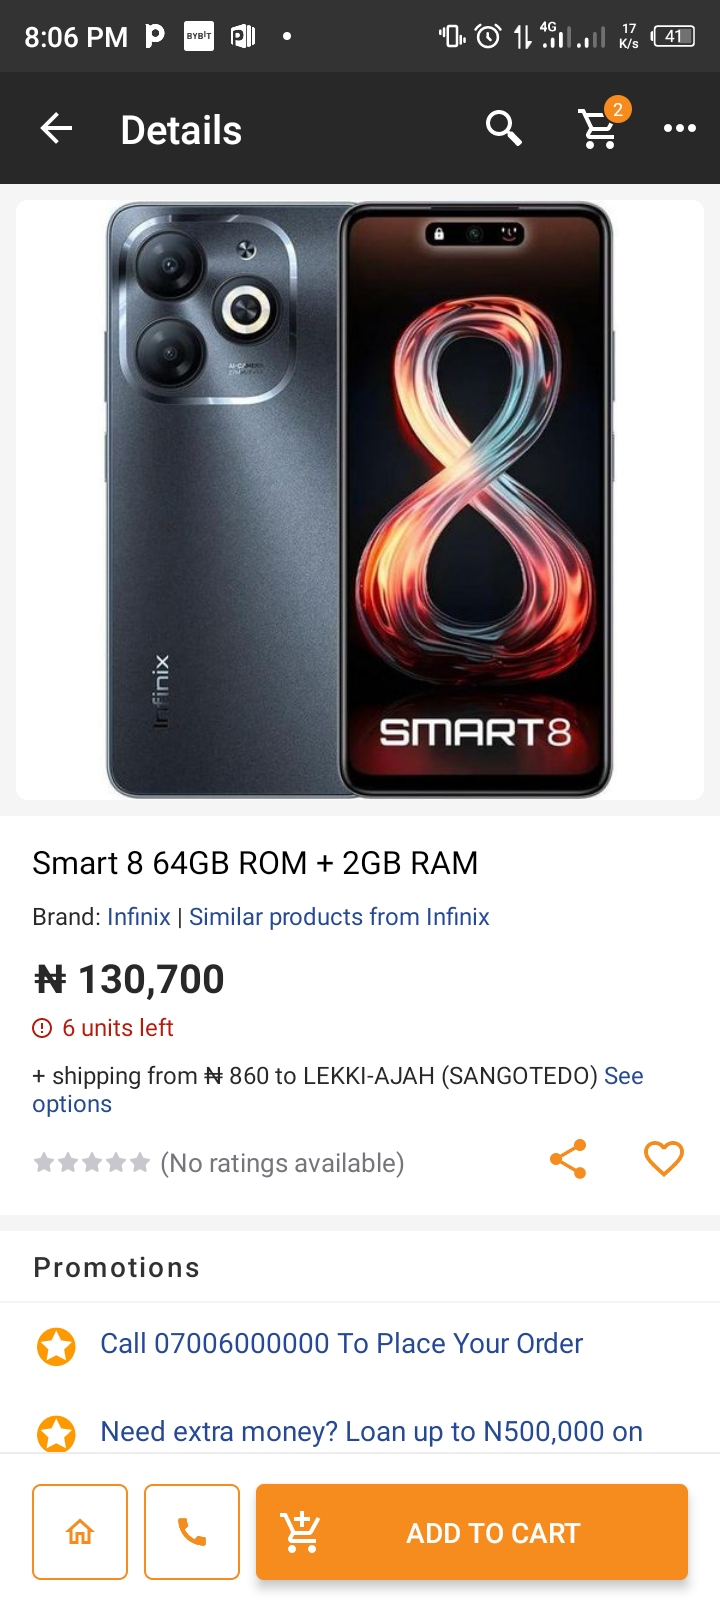 8:06 PM
BYBIT
4G
17
K/s
41
Details
2
Infinix
SMART 8
Smart 8 64GB ROM + 2GB RAM
Brand: Infinix | Similar products from Infinix
₦ 130,700
6 units left
+ shipping from ₦ 860 to LEKKI-AJAH (SANGOTEDO) See
options
(No ratings available)
Promotions
Call 07006000000 To Place Your Order
Need extra money? Loan up to N500,000 on
ADD TO CART